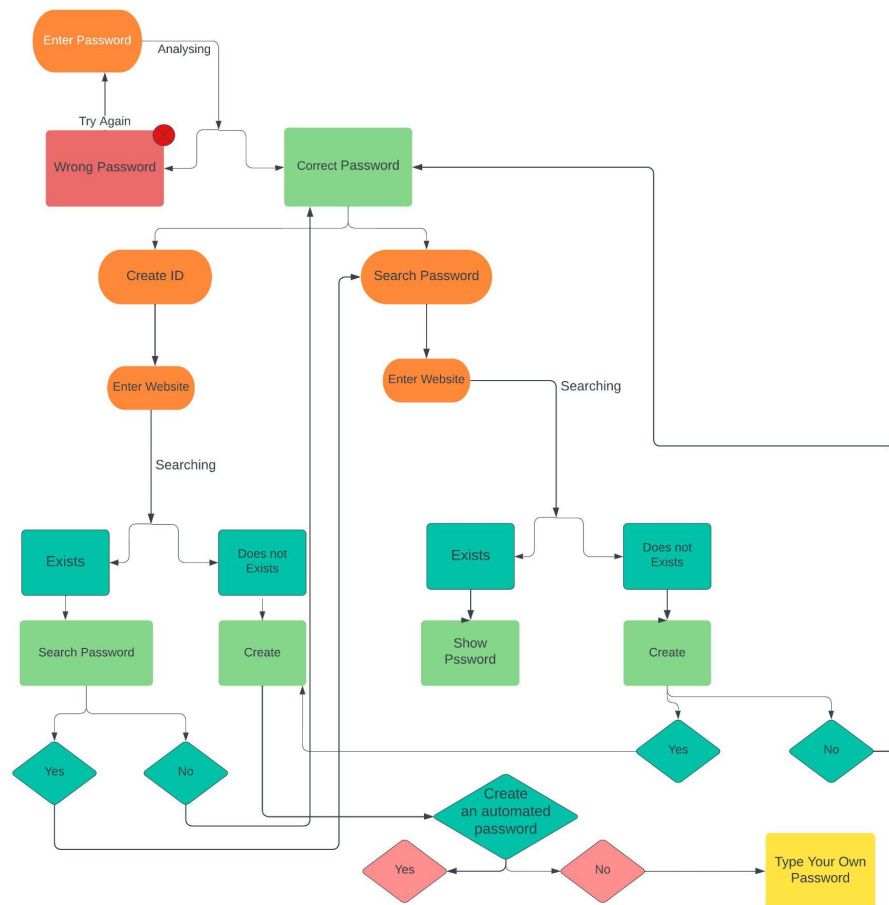 Enter Password
Analysing
Try Again
Wrong Password
Correct Password
Create ID
Search Password
Enter Website
Enter Website
Searching
Searching
Exists
Does not
Exists
Exists
Does not
Exists
Search Password
Create
Show
Pssword
Create
Yes
No
Yes
No
Create
an automated
password
Yes
No
Type Your Own
Password